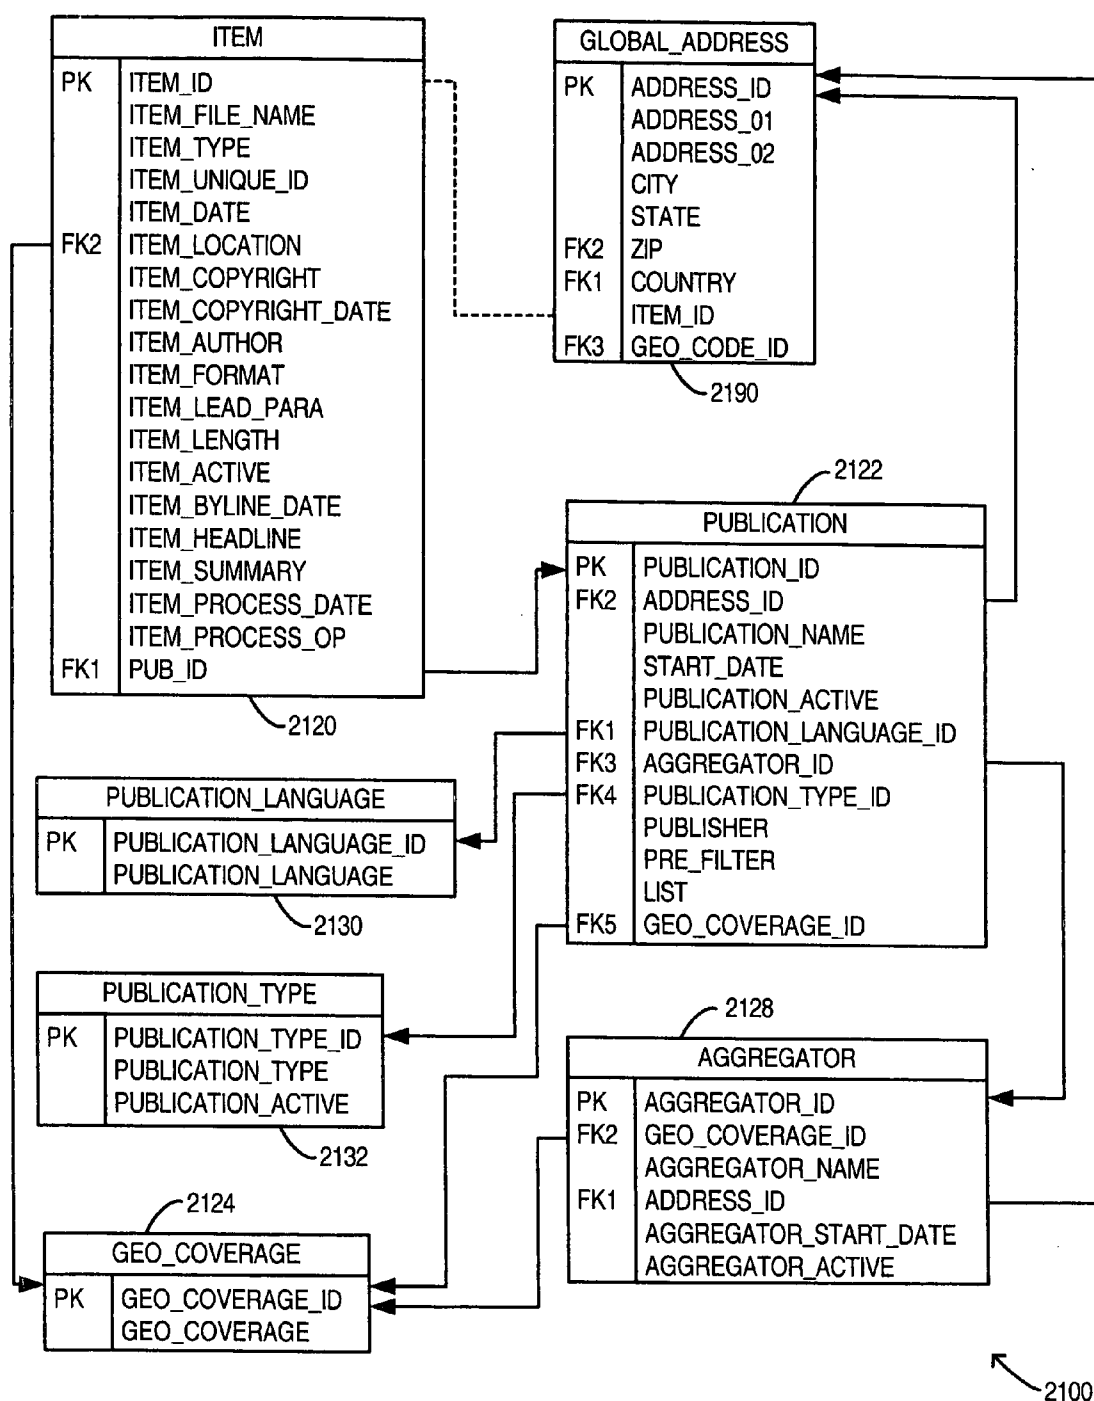 ITEM
PK ITEM_ID
ITEM_FILE_NAME
ITEM_TYPE
ITEM_UNIQUE_ID
ITEM_DATE
FK2 ITEM_LOCATION
ITEM_COPYRIGHT
ITEM_COPYRIGHT_DATE
ITEM_AUTHOR
ITEM_FORMAT
ITEM_LEAD_PARA
ITEM_LENGTH
ITEM_ACTIVE
ITEM_BYLINE_DATE
ITEM_HEADLINE
ITEM_SUMMARY
ITEM_PROCESS_DATE
ITEM_PROCESS_OP
FK1 PUB_ID
2120
GLOBAL_ADDRESS
PK ADDRESS_ID
ADDRESS_01
ADDRESS_02
CITY
STATE
FK2 ZIP
FK1 COUNTRY
ITEM_ID
FK3 GEO_CODE_ID
2190
2122
PUBLICATION
PK PUBLICATION_ID
FK2 ADDRESS_ID
PUBLICATION_NAME
START_DATE
PUBLICATION_ACTIVE
FK1 PUBLICATION_LANGUAGE_ID
FK3 AGGREGATOR_ID
FK4 PUBLICATION_TYPE_ID
PUBLISHER
PRE_FILTER
LIST
FK5 GEO_COVERAGE_ID
PUBLICATION_LANGUAGE
PK PUBLICATION_LANGUAGE_ID
PUBLICATION_LANGUAGE
2130
PUBLICATION_TYPE
PK PUBLICATION_TYPE_ID
PUBLICATION_TYPE
PUBLICATION_ACTIVE
2132
2128
AGGREGATOR
PK AGGREGATOR_ID
FK2 GEO_COVERAGE_ID
AGGREGATOR_NAME
FK1 ADDRESS_ID
AGGREGATOR_START_DATE
AGGREGATOR_ACTIVE
2124
GEO_COVERAGE
PK GEO_COVERAGE_ID
GEO_COVERAGE
2100